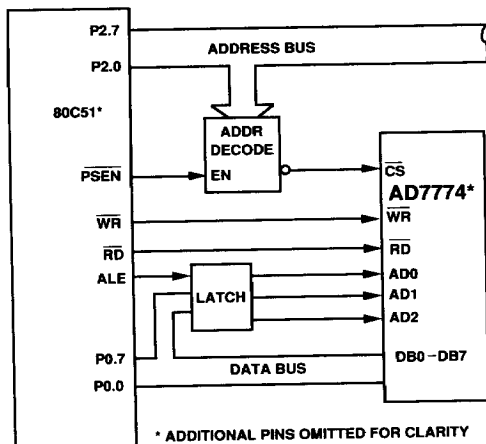 P2.7
ADDRESS BUS
P2.0
80C51*
ADDR
DECODE
EN
PSEN
CS
AD7774*
WR
WR
RD
RD
ALE
LATCH
AD0
AD1
AD2
P0.7
DB0-DB7
DATA BUS
P0.0
* ADDITIONAL PINS OMITTED FOR CLARITY